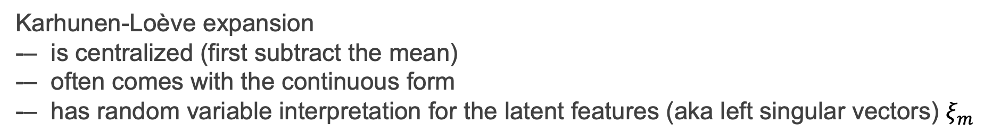 Karhunen-Loève expansion
-– is centralized (first subtract the mean)
-– often comes with the continuous form
-– has random variable interpretation for the latent features (aka left singular vectors) ξₘ